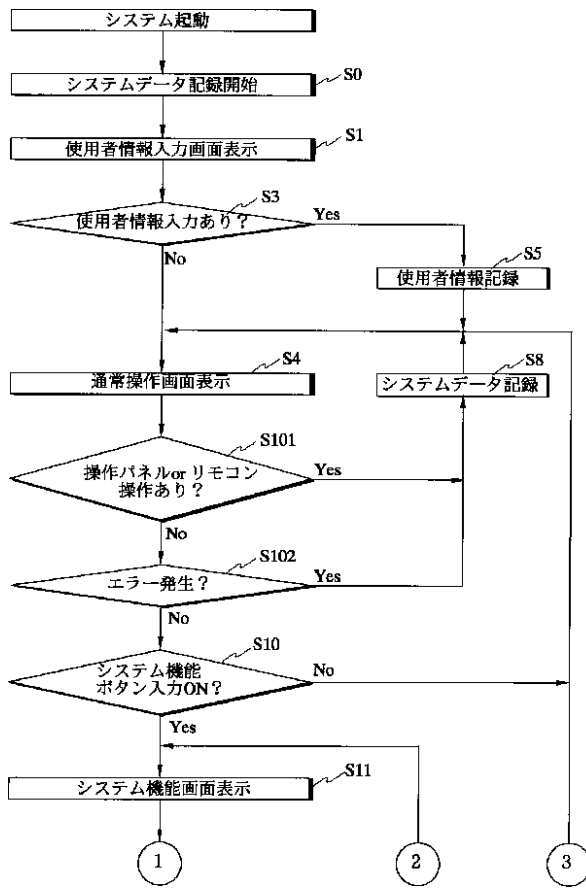 システム起動
システムデータ記録開始
S0
使用者情報入力画面表示
S1
S3
使用者情報入力あり？
Yes
No
S5
使用者情報記録
S4
通常操作画面表示
S8
システムデータ記録
S101
操作パネルor リモコン
操作あり？
Yes
No
S102
エラー発生？
Yes
No
S10
システム機能
ボタン入力ON？
No
Yes
S11
システム機能画面表示
1
2
3